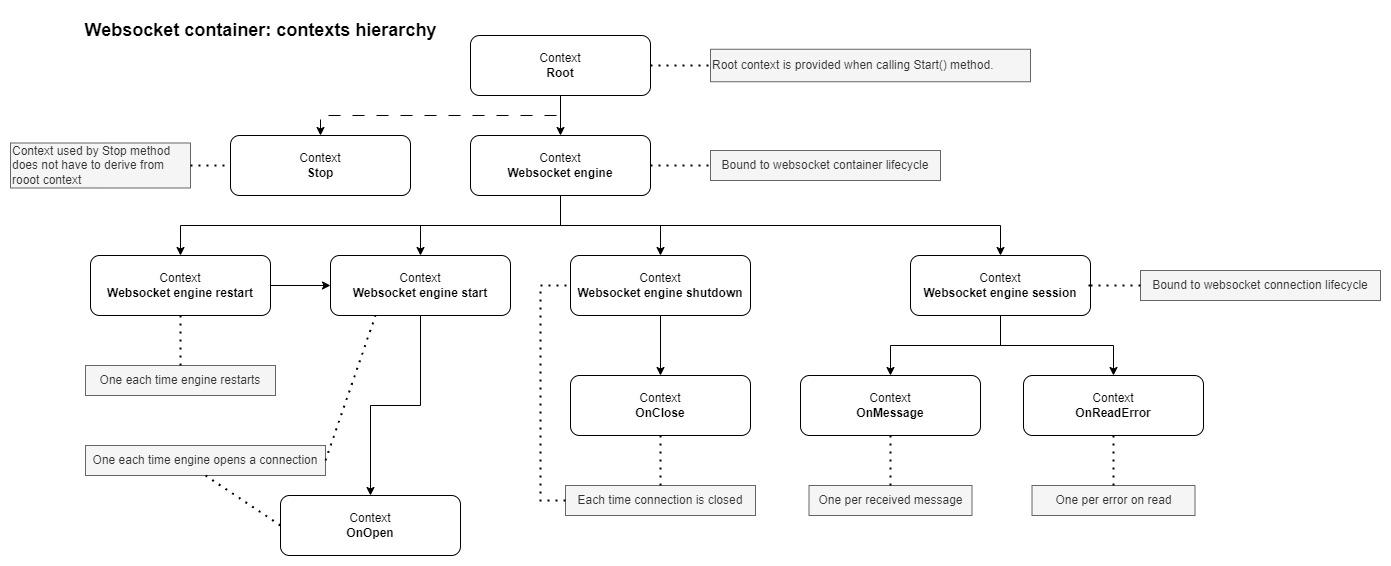 Websocket container: contexts hierarchy
Context
Root
Root context is provided when calling Start() method.
Context used by Stop method
does not have to derive from
rooot context
Context
Stop
Context
Websocket engine
Bound to websocket container lifecycle
Context
Websocket engine restart
Context
Websocket engine start
Context
Websocket engine shutdown
Context
Websocket engine session
Bound to websocket connection lifecycle
One each time engine restarts
Context
OnClose
Context
OnMessage
Context
OnReadError
One each time engine opens a connection
Each time connection is closed
One per received message
One per error on read
Context
OnOpen